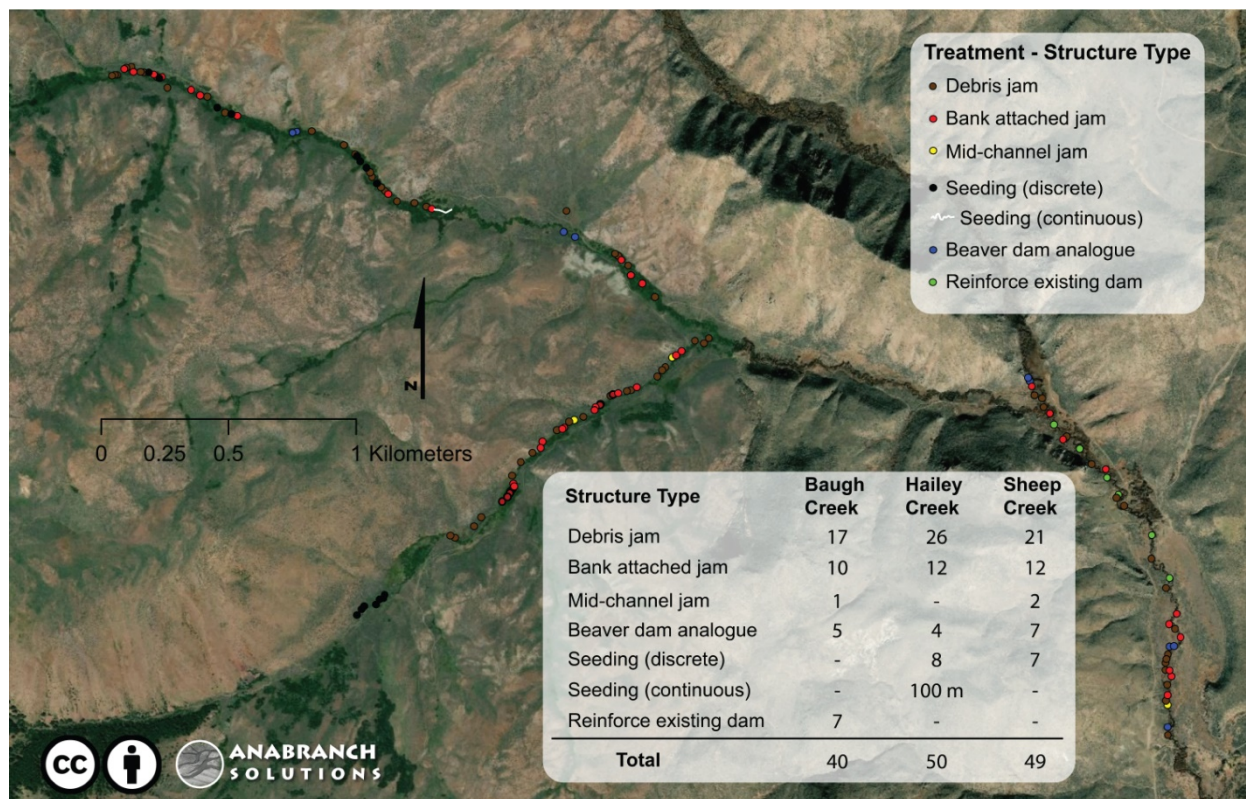 Treatment - Structure Type
Debris jam
Bank attached jam
Mid-channel jam
Seeding (discrete)
Seeding (continuous)
Beaver dam analogue
Reinforce existing dam
N
0 0.25 0.5 1 Kilometers
Structure Type Baugh Creek Hailey Creek Sheep Creek
Debris jam 17 26 21
Bank attached jam 10 12 12
Mid-channel jam 1 - 2
Beaver dam analogue 5 4 7
Seeding (discrete) - 8 7
Seeding (continuous) - 100 m -
Reinforce existing dam 7 - -
Total 40 50 49
cc
ANABRANCH
SOLUTIONS